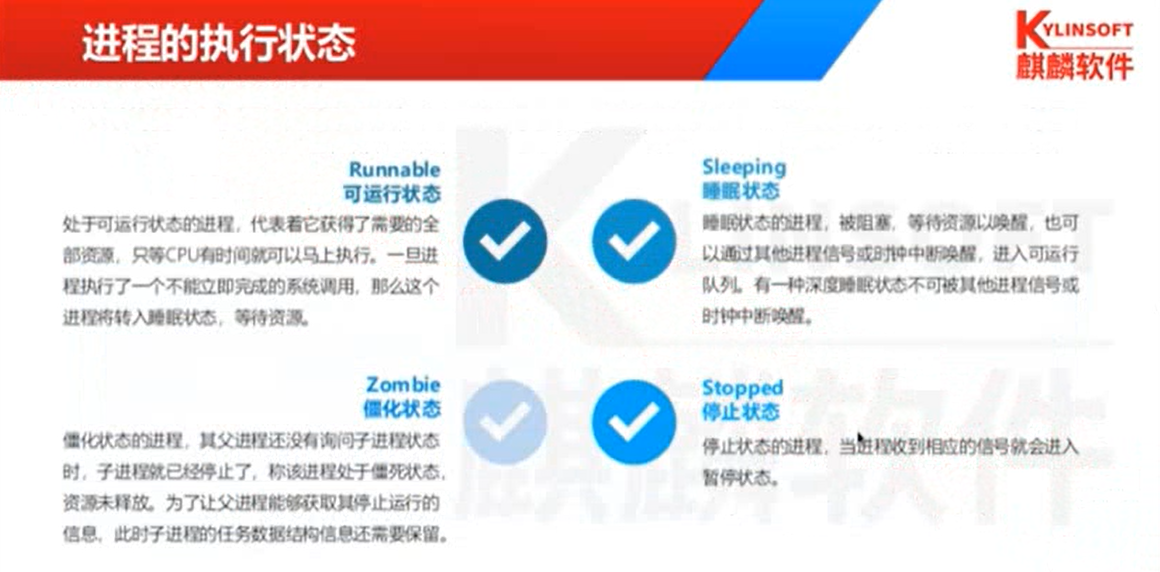 进程的执行状态
KYLINSOFT
麒麟软件
Runnable
可运行状态
处于可运行状态的进程，代表着它获得了需要的全
部资源，只等CPU有时间就可以马上执行。一旦进
程执行了一个不能立即完成的系统调用，那么这个
进程将转入睡眠状态，等待资源。
Sleeping
睡眠状态
睡眠状态的进程，被阻塞，等待资源以唤醒，也可
以通过其他进程信号或时钟中断唤醒，进入可运行
队列。有一种深度睡眠状态不可被其他进程信号或
时钟中断唤醒。
Zombie
僵化状态
僵化状态的进程，其父进程还没有询问子进程状态
时，子进程就已经停止了，称该进程处于僵死状态，
资源未释放。为了让父进程能够获取其停止运行的
信息，此时子进程的任务数据结构信息还需要保留。
Stopped
停止状态
停止状态的进程，当进程收到相应的信号就会进入
暂停状态。